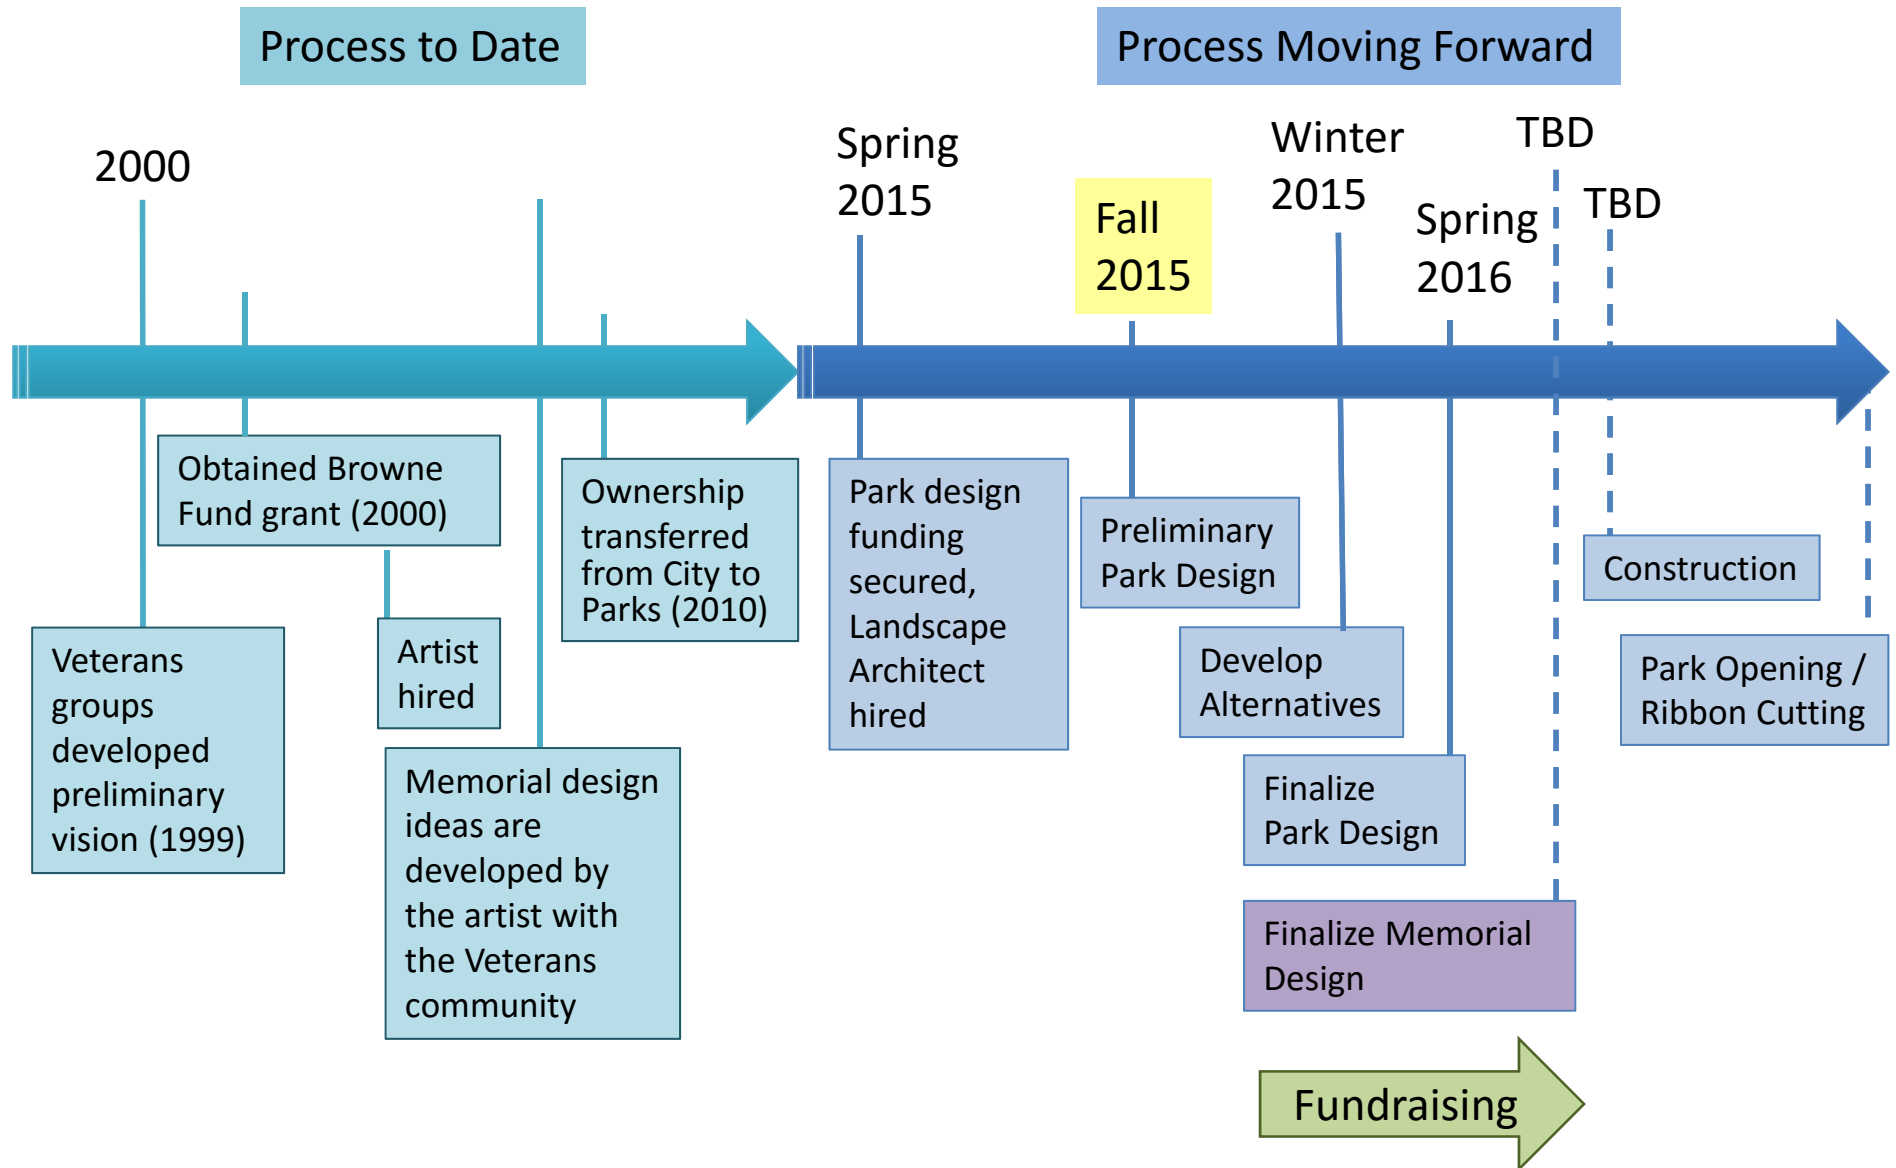 Process to Date
Process Moving Forward
2000
Spring
2015
Fall
2015
Winter
2015
Spring
2016
TBD
TBD
Obtained Browne
Fund grant (2000)
Veterans
groups
developed
preliminary
vision (1999)
Artist
hired
Memorial design
ideas are
developed by
the artist with
the Veterans
community
Ownership
transferred
from City to
Parks (2010)
Park design
funding
secured,
Landscape
Architect
hired
Preliminary
Park Design
Develop
Alternatives
Finalize
Park Design
Finalize Memorial
Design
Construction
Park Opening /
Ribbon Cutting
Fundraising